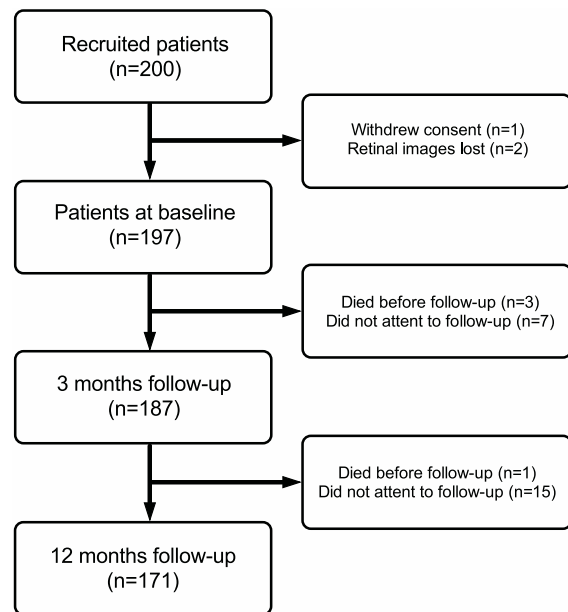 Recruited patients
(n=200)
Withdrew consent (n=1)
Retinal images lost (n=2)
Patients at baseline
(n=197)
Died before follow-up (n=3)
Did not attent to follow-up (n=7)
3 months follow-up
(n=187)
Died before follow-up (n=1)
Did not attent to follow-up (n=15)
12 months follow-up
(n=171)